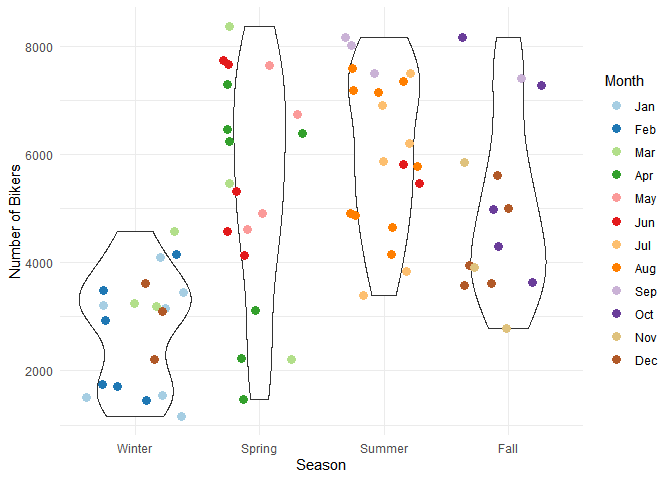 8000
6000
4000
2000
Number of Bikers
Winter
Spring
Summer
Fall
Season
Month
Jan
Feb
Mar
Apr
May
Jun
Jul
Aug
Sep
Oct
Nov
Dec